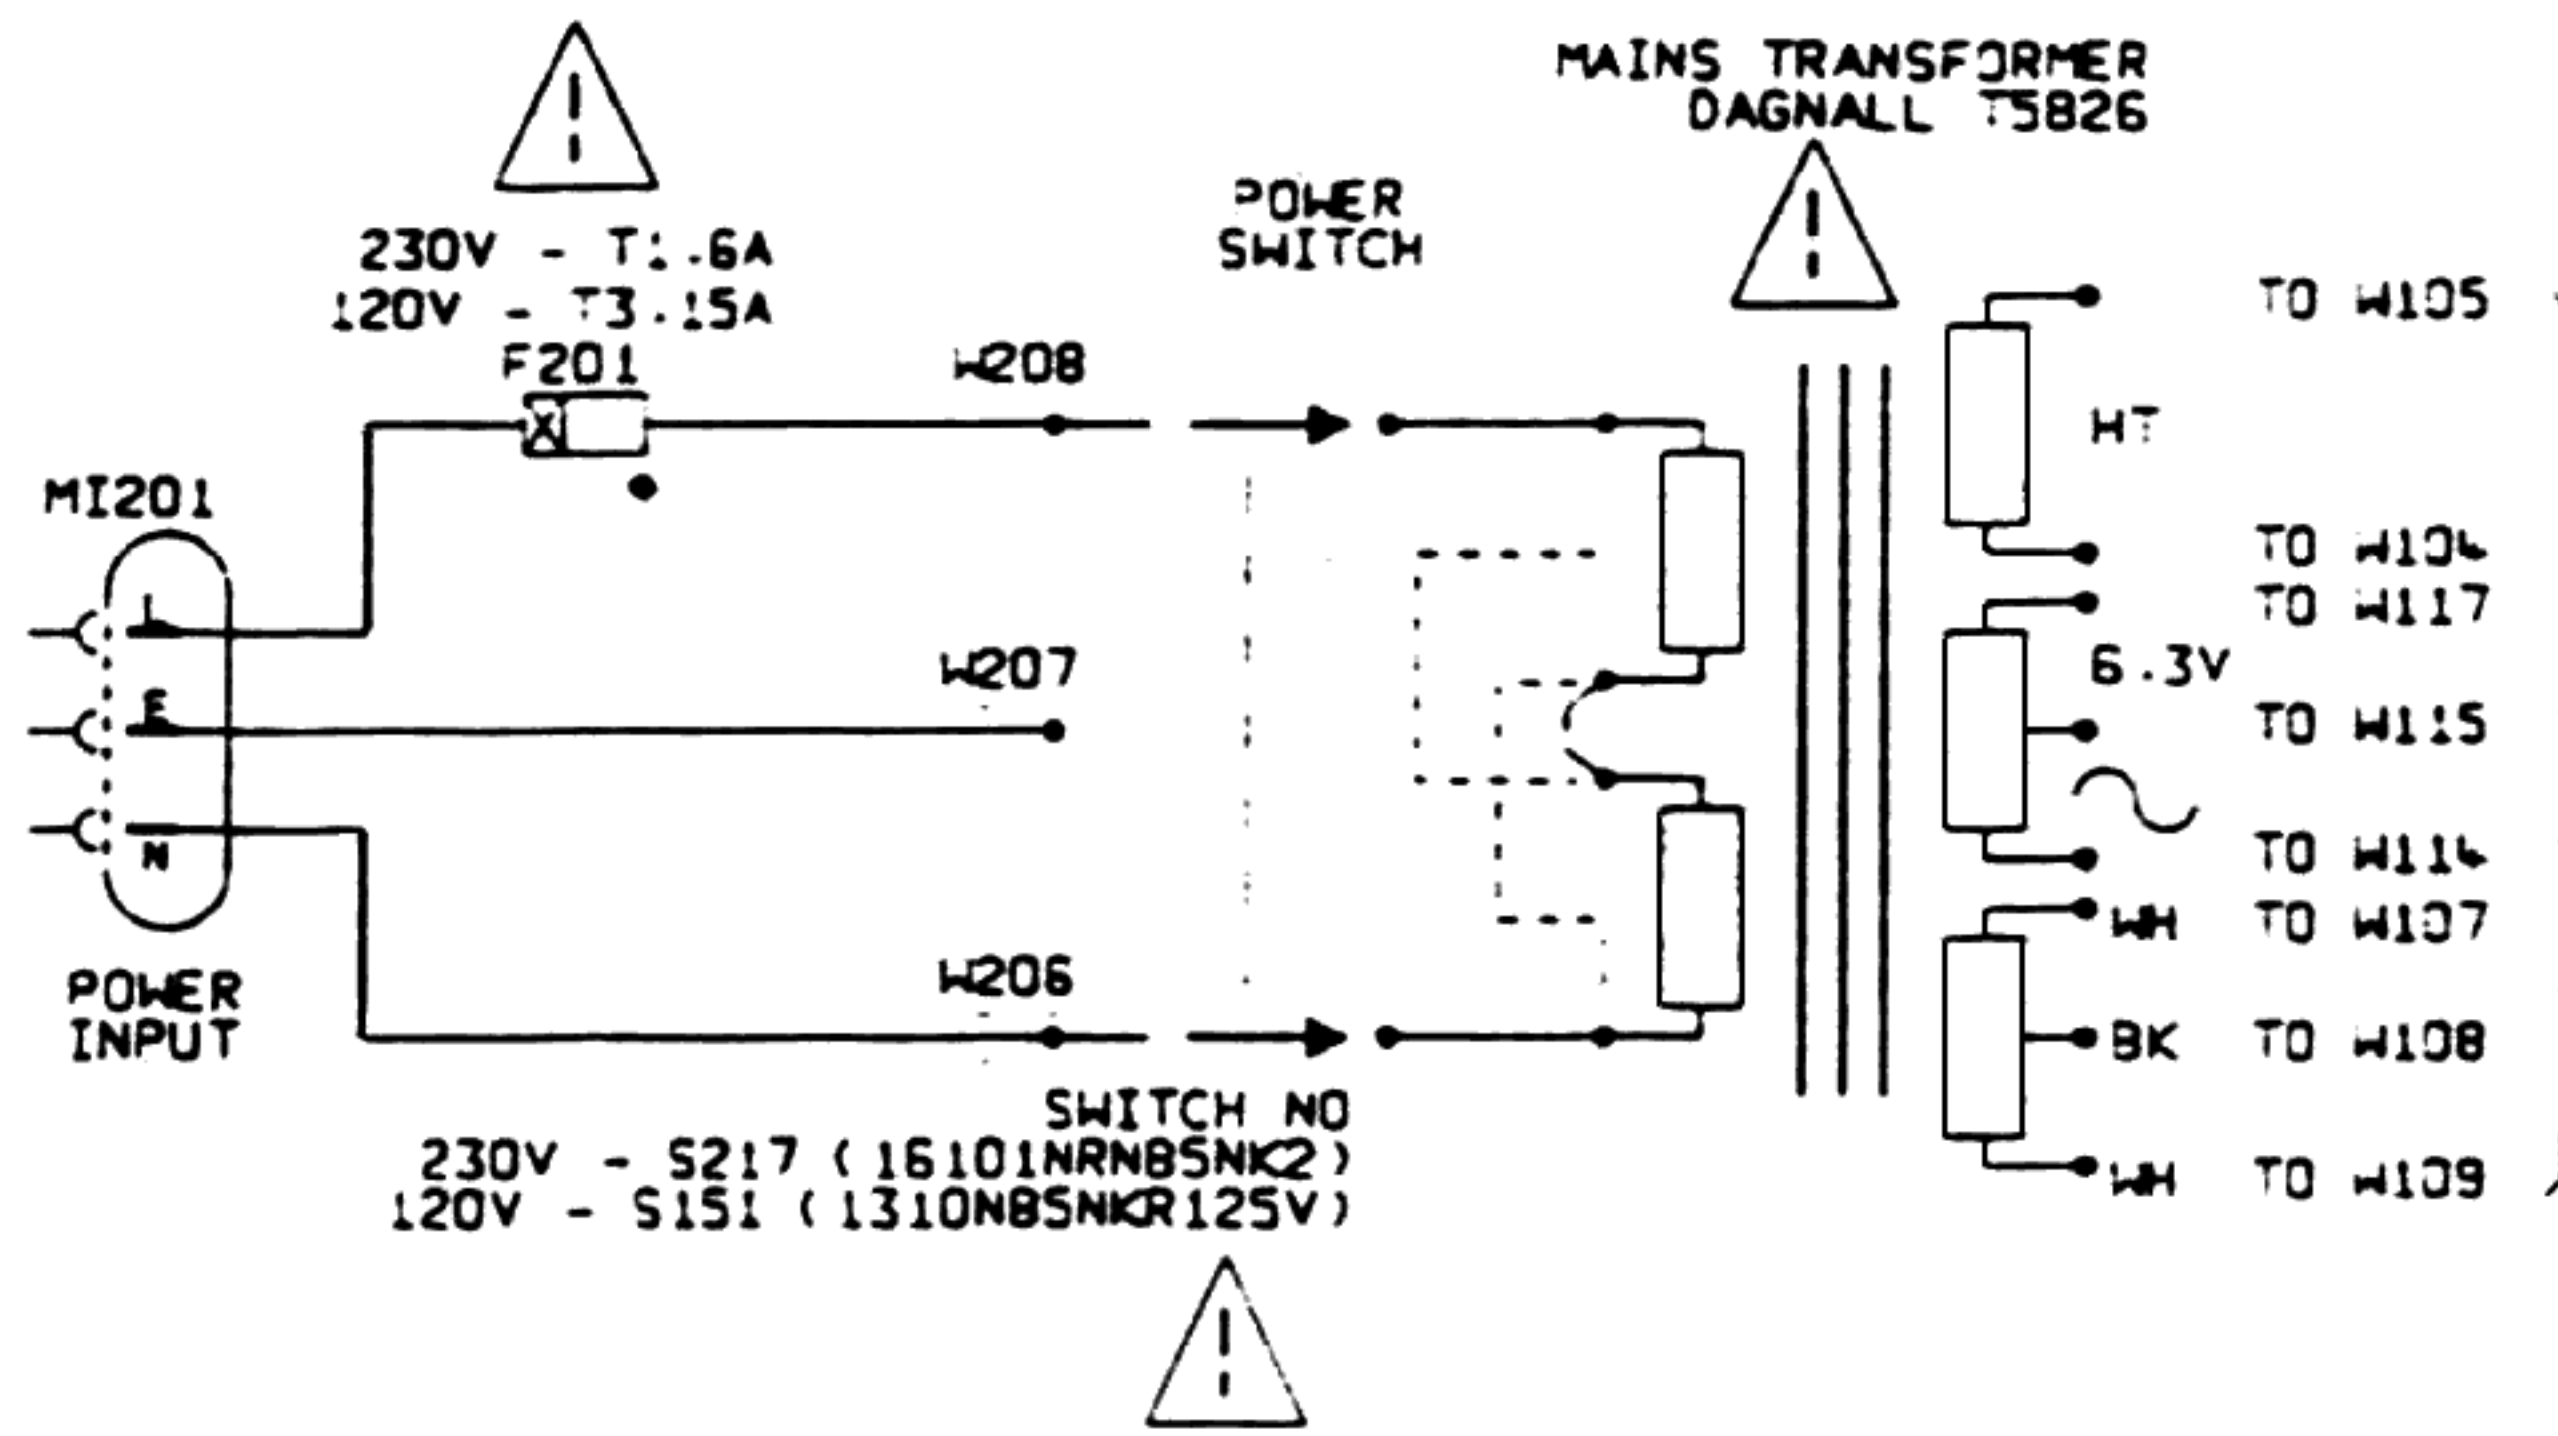 MAINS TRANSFORMER
DAGNALL T5826
230V - T1.6A
120V - T3.15A
F201
POWER
SWITCH
W208
TO W105
HT
MI201
L
TO W104
TO W117
6.3V
W207
E
TO W115
N
TO W114
WH TO W107
W206
POWER
INPUT
BK TO W108
SWITCH NO
230V - S217 (16101NRNBSNK2)
120V - S151 (1310NBSNKR125V)
WH TO W109